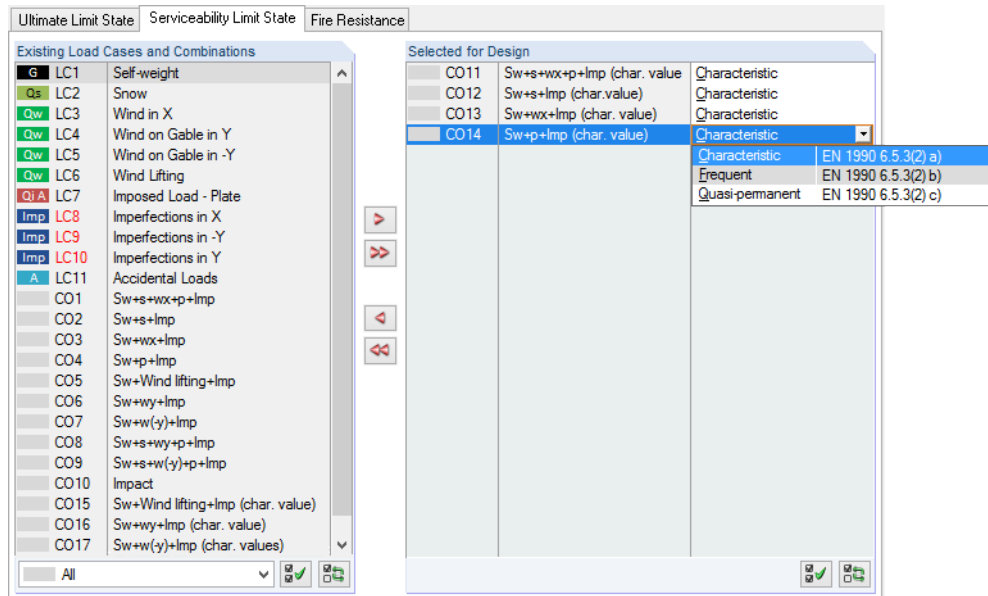 Ultimate Limit State Serviceability Limit State Fire Resistance
Existing Load Cases and Combinations
G LC1 Self-weight
Qs LC2 Snow
Qw LC3 Wind in X
Qw LC4 Wind on Gable in Y
Qw LC5 Wind on Gable in -Y
Qw LC6 Wind Lifting
Qi A LC7 Imposed Load - Plate
Imp LC8 Imperfections in X
Imp LC9 Imperfections in -Y
Imp LC10 Imperfections in Y
A LC11 Accidental Loads
CO1 Sw+s+wx+p+Imp
CO2 Sw+s+Imp
CO3 Sw+wx+Imp
CO4 Sw+p+Imp
CO5 Sw+Wind lifting+Imp
CO6 Sw+wy+Imp
CO7 Sw+w(-y)+Imp
CO8 Sw+s+wy+p+Imp
CO9 Sw+s+w(-y)+p+Imp
CO10 Impact
CO15 Sw+Wind lifting+Imp (char. value)
CO16 Sw+wy+Imp (char. value)
CO17 Sw+w(-y)+Imp (char. values)
All
>
>>
<
<<
Selected for Design
CO11 Sw+s+wx+p+Imp (char. value Characteristic
CO12 Sw+s+Imp (char.value) Characteristic
CO13 Sw+wx+Imp (char. value) Characteristic
CO14 Sw+p+Imp (char. value) Characteristic
Characteristic EN 1990 6.5.3(2) a)
Frequent EN 1990 6.5.3(2) b)
Quasi-permanent EN 1990 6.5.3(2) c)